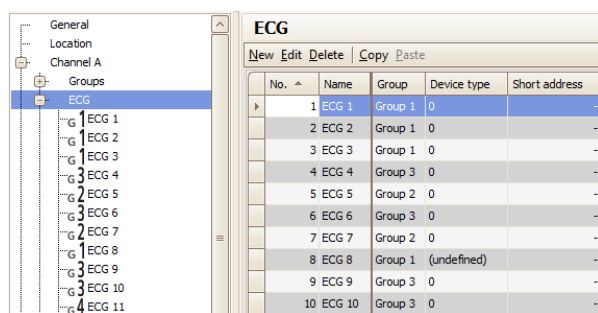 General
Location
Channel A
Groups
ECG
G 1 ECG 1
G 1 ECG 2
G 1 ECG 3
G 3 ECG 4
G 2 ECG 5
G 3 ECG 6
G 2 ECG 7
G 1 ECG 8
G 3 ECG 9
G 3 ECG 10
G 4 ECG 11
ECG
New Edit Delete Copy Paste
No. Name Group Device type Short address
1 ECG 1 Group 1 0 -
2 ECG 2 Group 1 0 -
3 ECG 3 Group 1 0 -
4 ECG 4 Group 3 0 -
5 ECG 5 Group 2 0 -
6 ECG 6 Group 3 0 -
7 ECG 7 Group 2 0 -
8 ECG 8 Group 1 (undefined) -
9 ECG 9 Group 3 0 -
10 ECG 10 Group 3 0 -